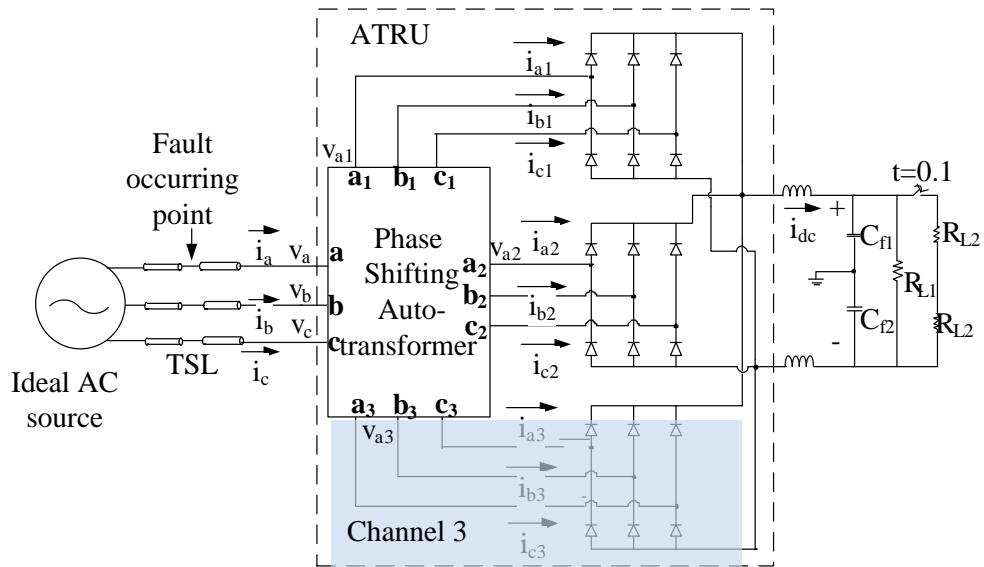 ATRU
i_a1
i_b1
i_c1
v_a1
a_1 b_1 c_1
Fault
occurring
point
t=0.1
i_a
v_a
a
Phase
Shifting
Auto-
transformer
v_a2
a_2
i_a2
i_dc
+
C_f1
R_L2
v_b
b
i_b
b_2
i_b2
R_L1
C_f2
R_L2
v_c
c
c_2
-
TSL
i_c
i_c2
Ideal AC
source
a_3 b_3 c_3
v_a3
i_a3
i_b3
-
Channel 3
i_c3